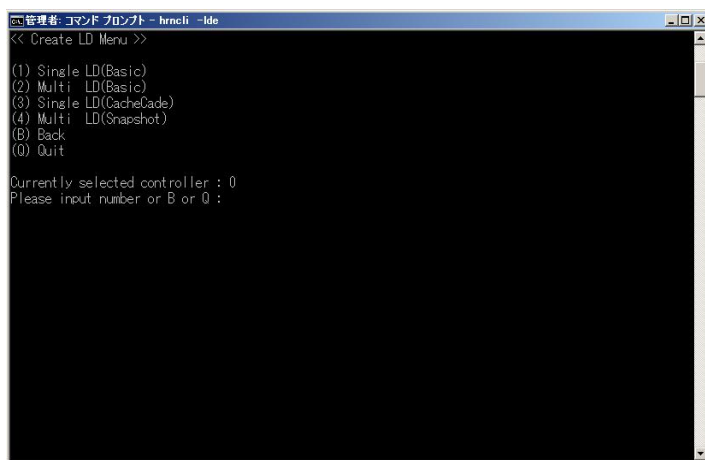 管理者: コマンド プロンプト - hrncli -lde
<< Create LD Menu >>
(1) Single LD(Basic)
(2) Multi  LD(Basic)
(3) Single LD(CacheCade)
(4) Multi  LD(Snapshot)
(B) Back
(Q) Quit
Currently selected controller : 0
Please input number or B or Q :